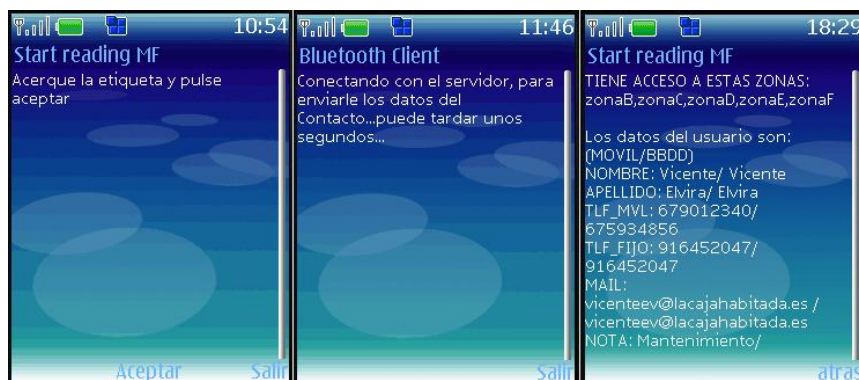 10:54
Start reading MF
Acerque la etiqueta y pulse
aceptar
Aceptar
Salir
11:46
Bluetooth Client
Conectando con el servidor, para
enviarle los datos del
Contacto...puede tardar unos
segundos...
Salir
18:29
Start reading MF
TIENE ACCESO A ESTAS ZONAS:
zonaB,zonaC,zonaD,zonaE,zonaF
Los datos del usuario son:
(MOVIL/BBDD)
NOMBRE: Vicente/ Vicente
APELLIDO: Elvira/ Elvira
TLF_MVL: 679012340/
675934856
TLF_FIJO: 916452047/
916452047
MAIL:
vicenteev@lacajahabitada.es /
vicenteev@lacajahabitada.es
NOTA: Mantenimiento/
atras